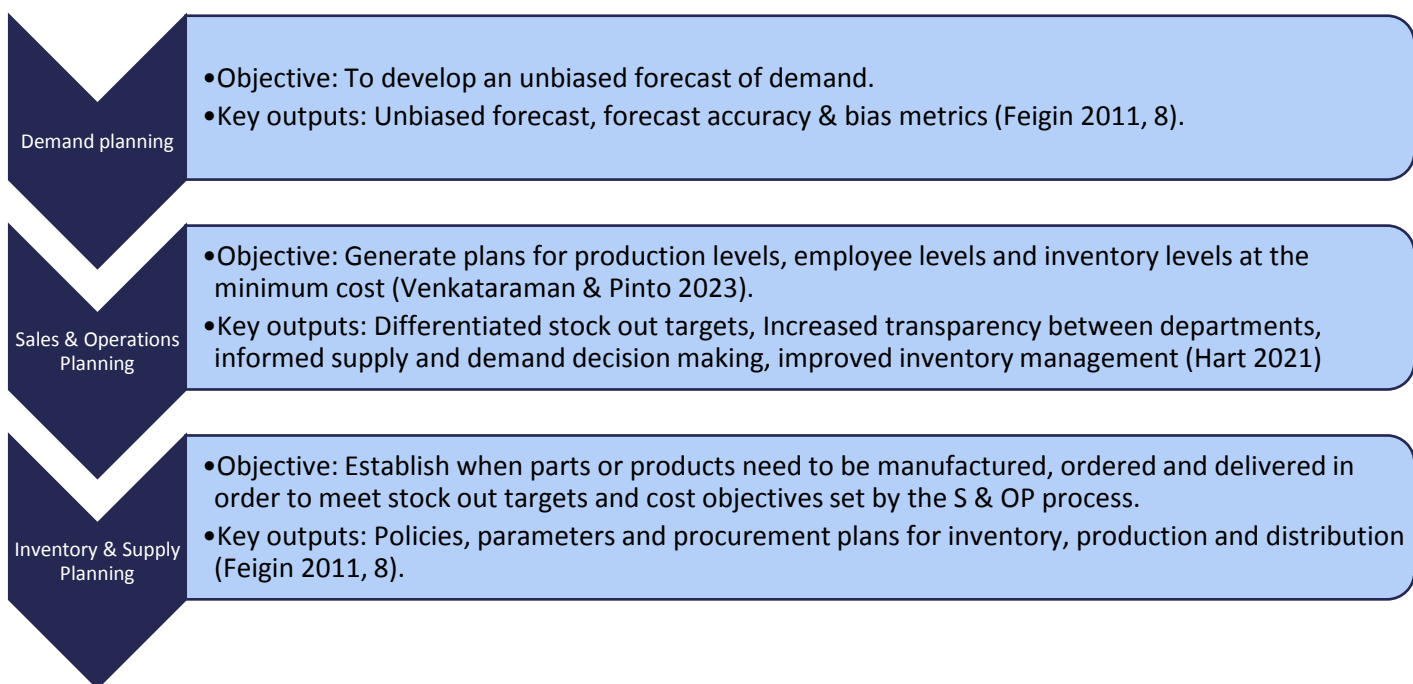 •Objective: To develop an unbiased forecast of demand.
•Key outputs: Unbiased forecast, forecast accuracy & bias metrics (Feigin 2011, 8).
Demand planning
•Objective: Generate plans for production levels, employee levels and inventory levels at the
minimum cost (Venkataraman & Pinto 2023).
•Key outputs: Differentiated stock out targets, Increased transparency between departments,
informed supply and demand decision making, improved inventory management (Hart 2021)
Sales & Operations
Planning
•Objective: Establish when parts or products need to be manufactured, ordered and delivered in
order to meet stock out targets and cost objectives set by the S & OP process.
•Key outputs: Policies, parameters and procurement plans for inventory, production and distribution
(Feigin 2011, 8).
Inventory & Supply
Planning